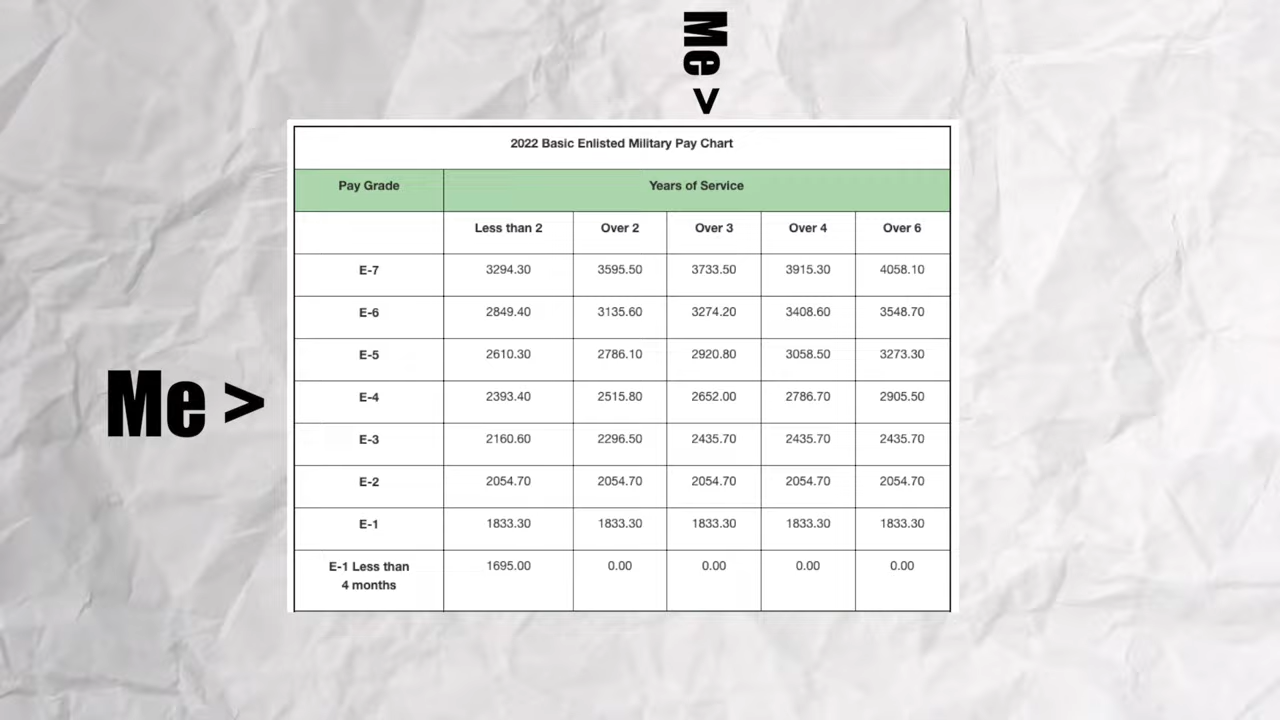 Me >
2022 Basic Enlisted Military Pay Chart
Pay Grade Years of Service
Less than 2 Over 2 Over 3 Over 4 Over 6
E-7 3294.30 3595.50 3733.50 3915.30 4058.10
E-6 2849.40 3135.60 3274.20 3408.60 3548.70
E-5 2610.30 2786.10 2920.80 3058.50 3273.30
Me >
E-4 2393.40 2515.80 2652.00 2786.70 2905.50
E-3 2160.60 2296.50 2435.70 2435.70 2435.70
E-2 2054.70 2054.70 2054.70 2054.70 2054.70
E-1 1833.30 1833.30 1833.30 1833.30 1833.30
E-1 Less than 1695.00 0.00 0.00 0.00 0.00
4 months